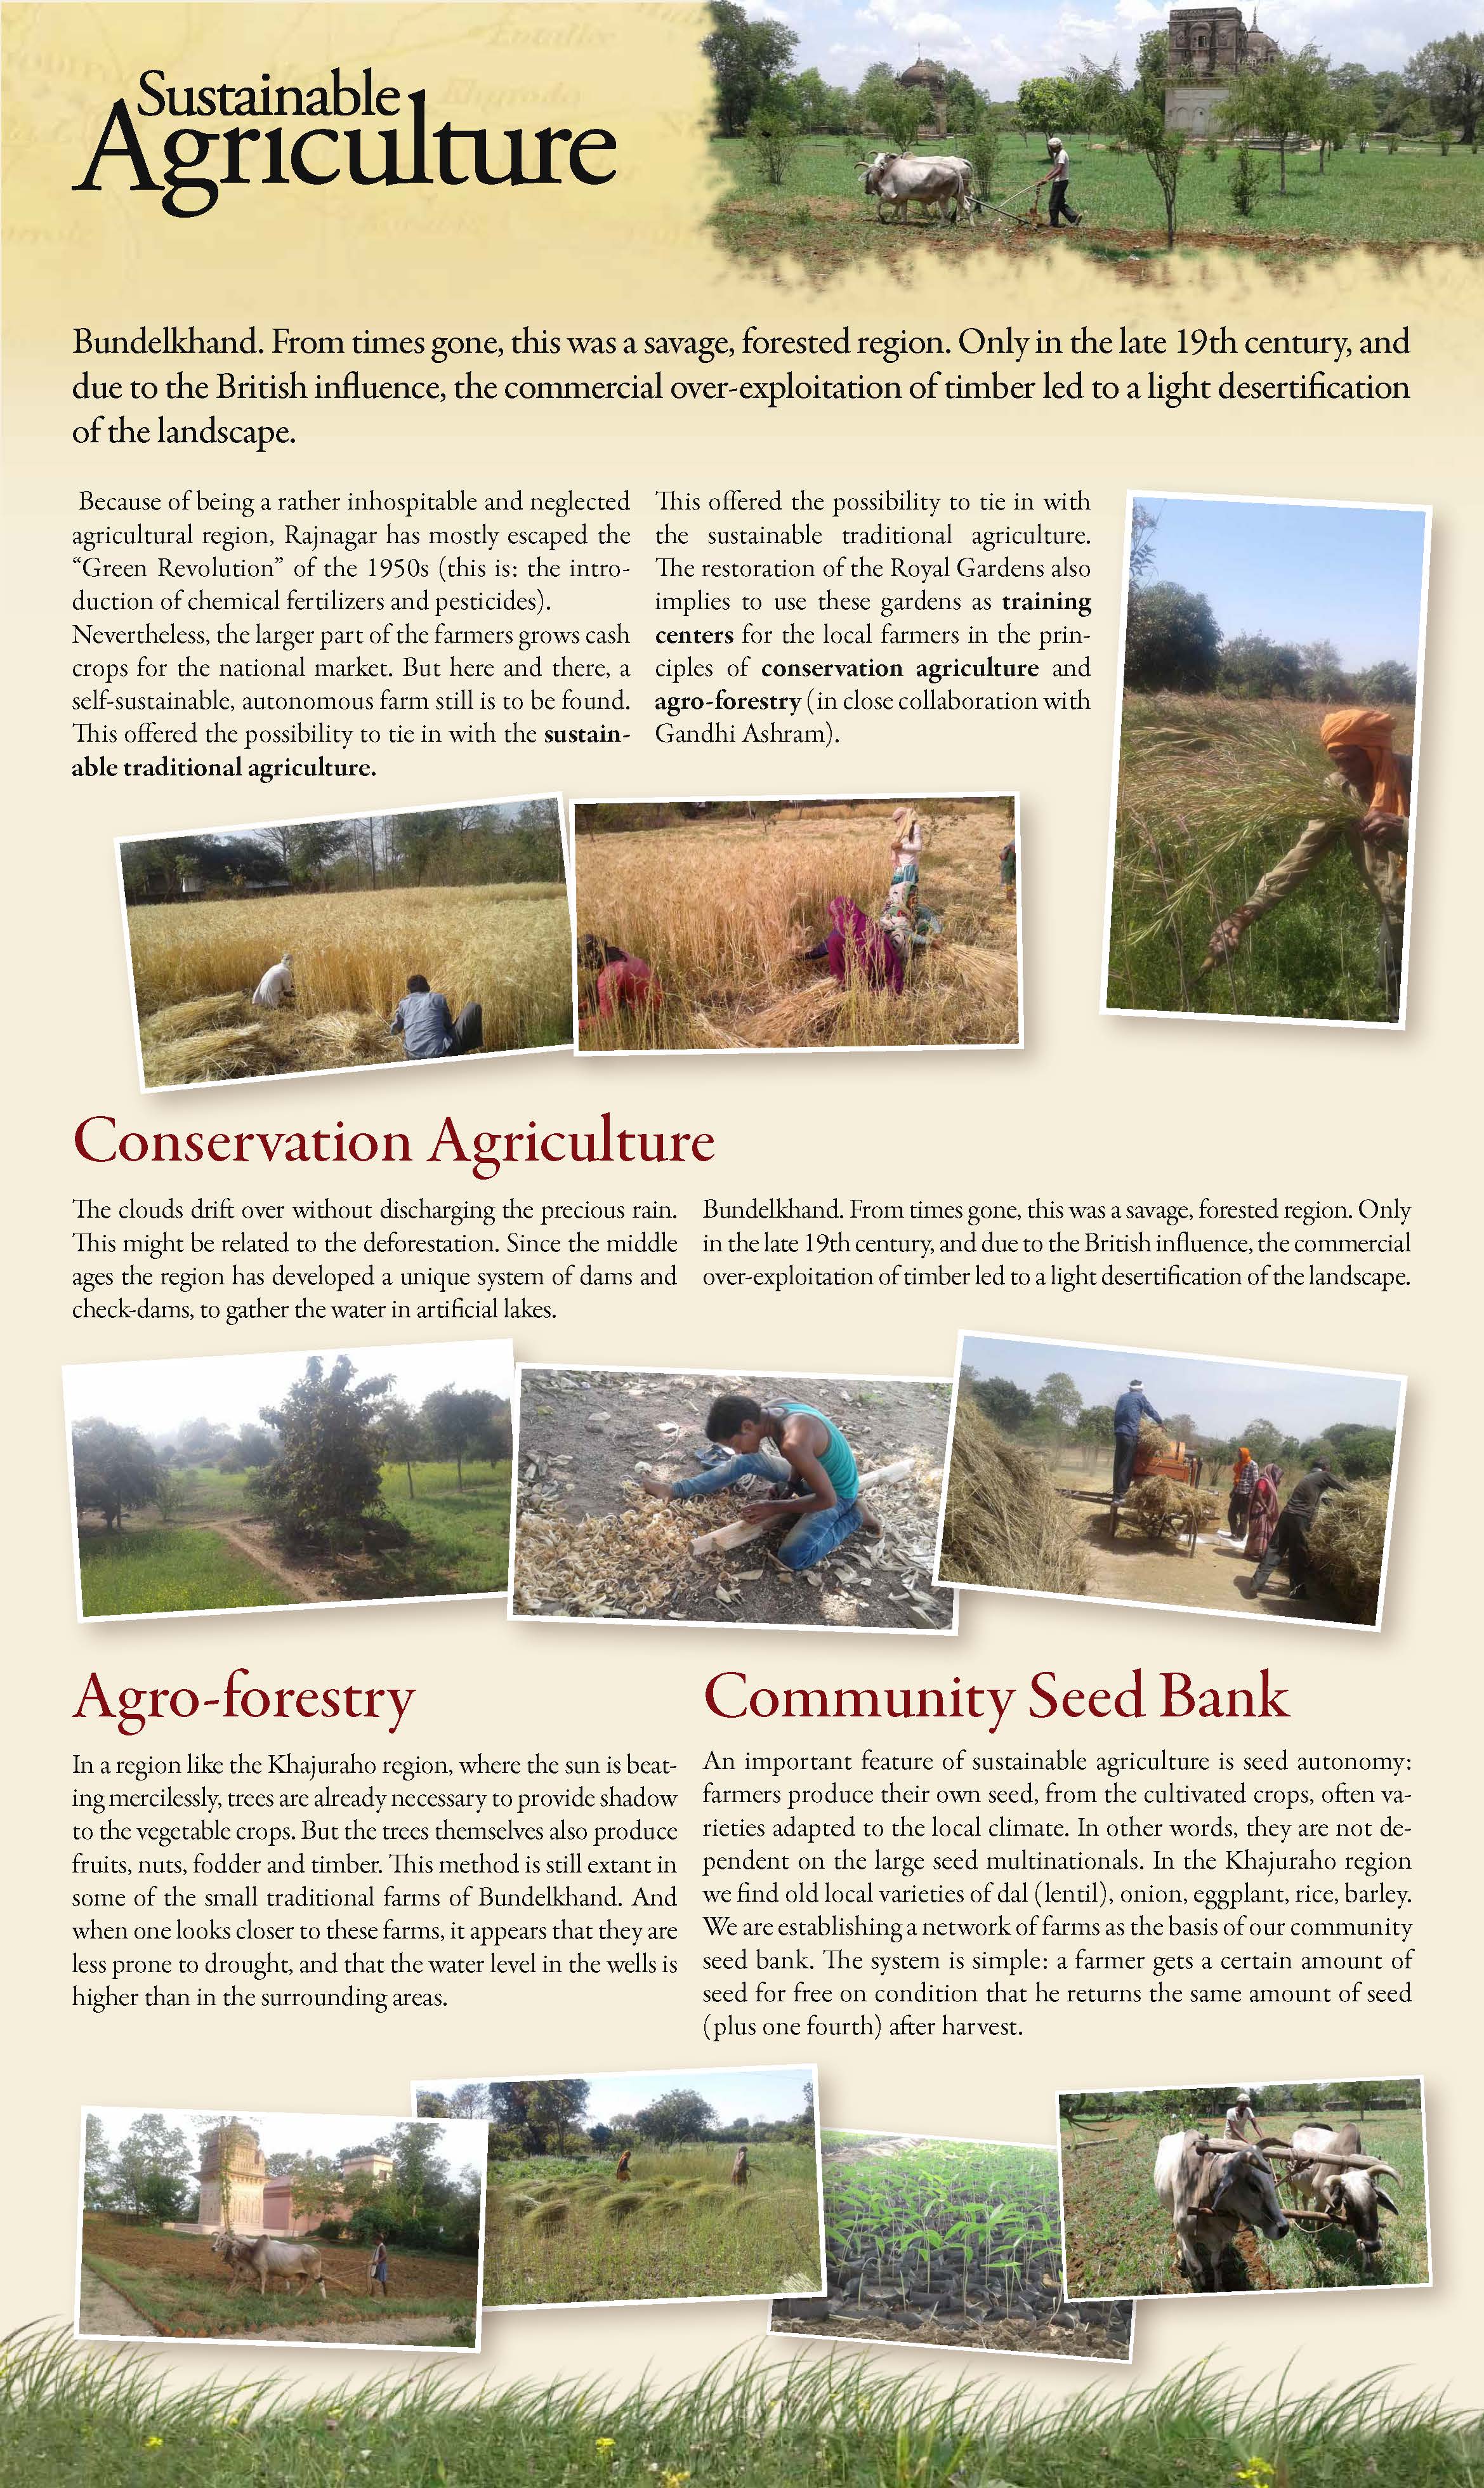 Sustainable
Agriculture
Bundelkhand. From times gone, this was a savage, forested region. Only in the late 19th century, and
due to the British influence, the commercial over-exploitation of timber led to a light desertification
of the landscape.
Because of being a rather inhospitable and neglected
agricultural region, Rajnagar has mostly escaped the
“Green Revolution” of the 1950s (this is: the intro-
duction of chemical fertilizers and pesticides).
Nevertheless, the larger part of the farmers grows cash
crops for the national market. But here and there, a
self-sustainable, autonomous farm still is to be found.
This offered the possibility to tie in with the sustain-
able traditional agriculture.
This offered the possibility to tie in with
the sustainable traditional agriculture.
The restoration of the Royal Gardens also
implies to use these gardens as training
centers for the local farmers in the prin-
ciples of conservation agriculture and
agro-forestry (in close collaboration with
Gandhi Ashram).
Conservation Agriculture
The clouds drift over without discharging the precious rain.
This might be related to the deforestation. Since the middle
ages the region has developed a unique system of dams and
check-dams, to gather the water in artificial lakes.
Bundelkhand. From times gone, this was a savage, forested region. Only
in the late 19th century, and due to the British influence, the commercial
over-exploitation of timber led to a light desertification of the landscape.
Agro-forestry
In a region like the Khajuraho region, where the sun is beat-
ing mercilessly, trees are already necessary to provide shadow
to the vegetable crops. But the trees themselves also produce
fruits, nuts, fodder and timber. This method is still extant in
some of the small traditional farms of Bundelkhand. And
when one looks closer to these farms, it appears that they are
less prone to drought, and that the water level in the wells is
higher than in the surrounding areas.
Community Seed Bank
An important feature of sustainable agriculture is seed autonomy:
farmers produce their own seed, from the cultivated crops, often va-
rieties adapted to the local climate. In other words, they are not de-
pendent on the large seed multinationals. In the Khajuraho region
we find old local varieties of dal (lentil), onion, eggplant, rice, barley.
We are establishing a network of farms as the basis of our community
seed bank. The system is simple: a farmer gets a certain amount of
seed for free on condition that he returns the same amount of seed
(plus one fourth) after harvest.